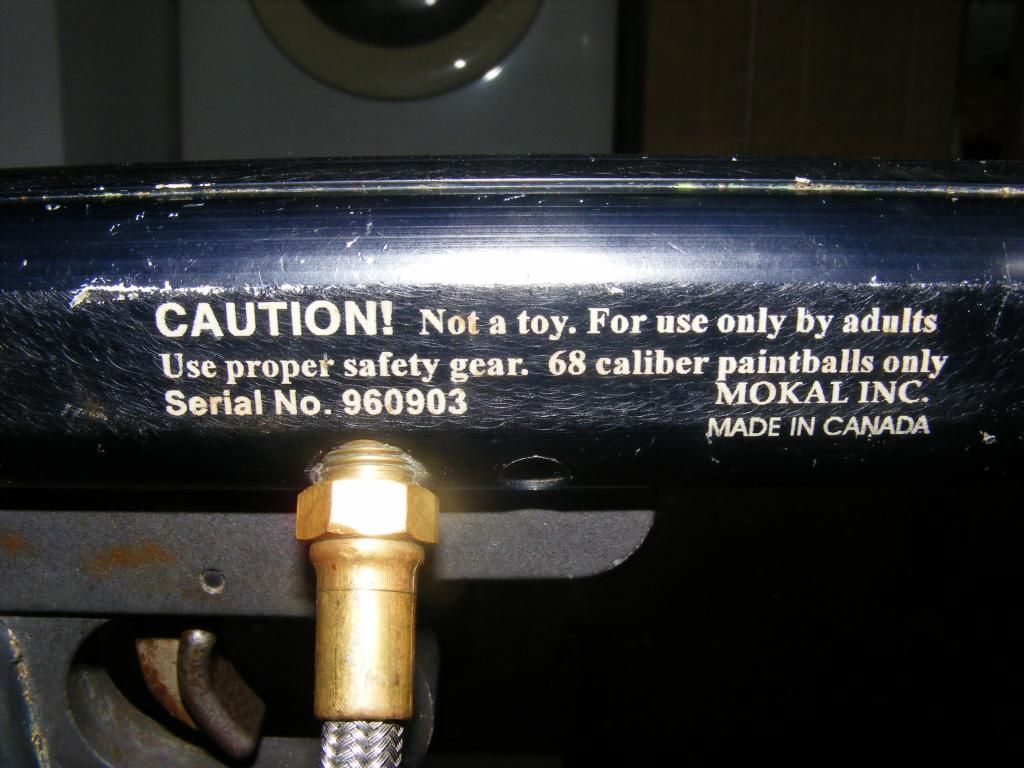 CAUTION! Not a toy. For use only by adults
Use proper safety gear. 68 caliber paintballs only
Serial No. 960903
MOKAL INC.
MADE IN CANADA